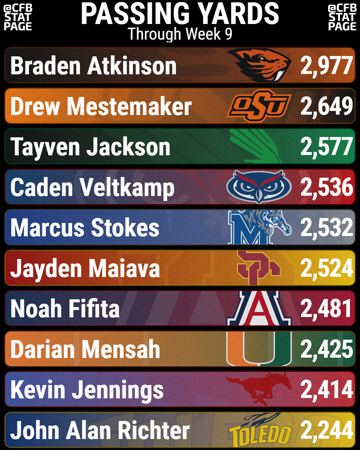 @CFB
STAT
PAGE
PASSING YARDS
Through Week 9
@CFB
STAT
PAGE
Braden Atkinson 2,977
Drew Mestemaker OSU 2,649
Tayven Jackson 2,577
Caden Veltkamp 2,536
Marcus Stokes M 2,532
Jayden Maiava SC 2,524
Noah Fifita A 2,481
Darian Mensah U 2,425
Kevin Jennings 2,414
John Alan Richter TOLEDO 2,244